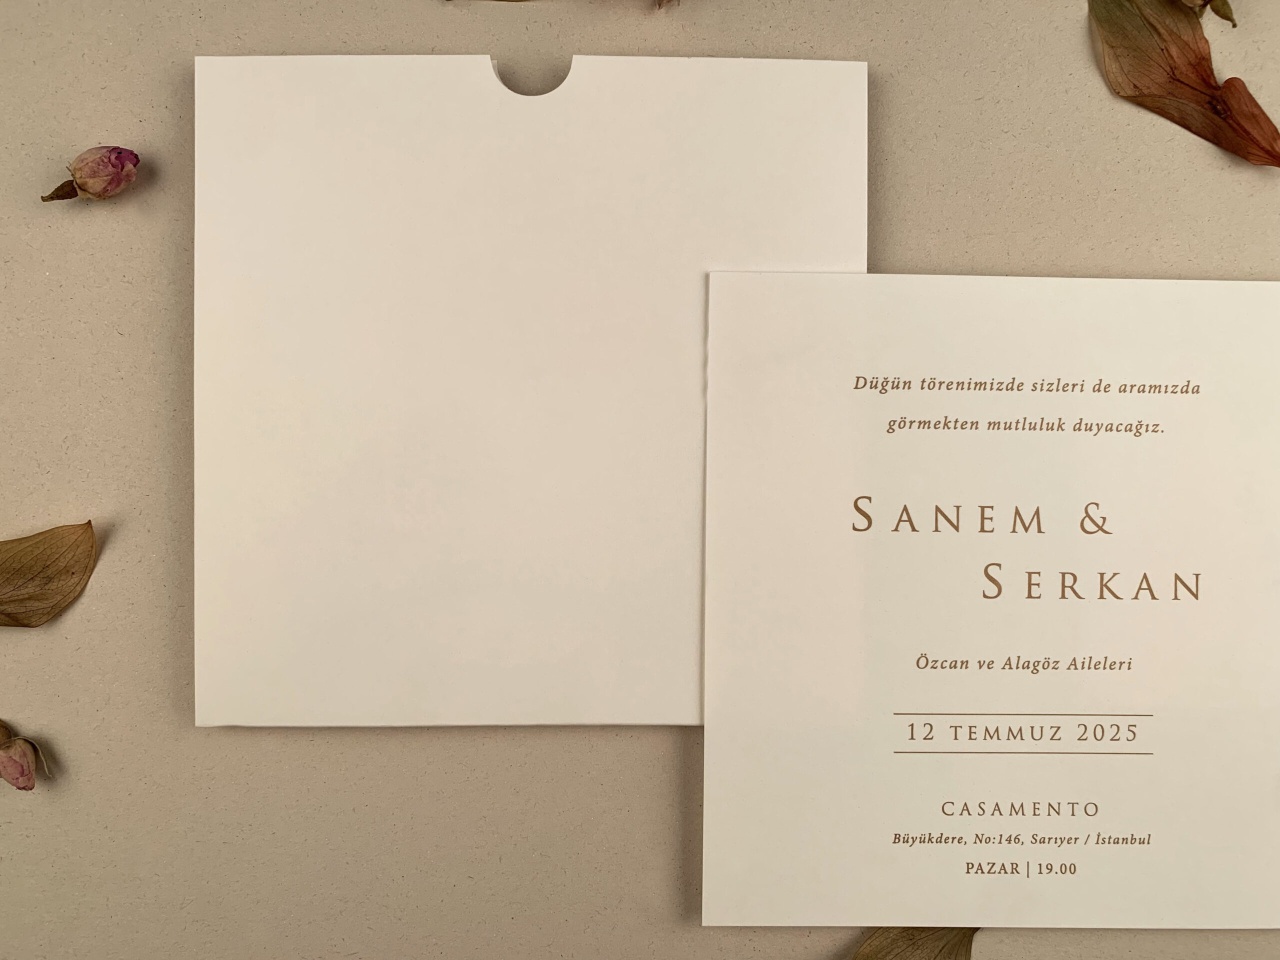 Düğün törenimizde sizleri de aramızda
görmekten mutluluk duyacağız.
SANEM &
SERKAN
Özcan ve Alagöz Aileleri
12 TEMMUZ 2025
CASAMENTO
Büyükdere, No:146, Sarıyer / İstanbul
PAZAR | 19.00